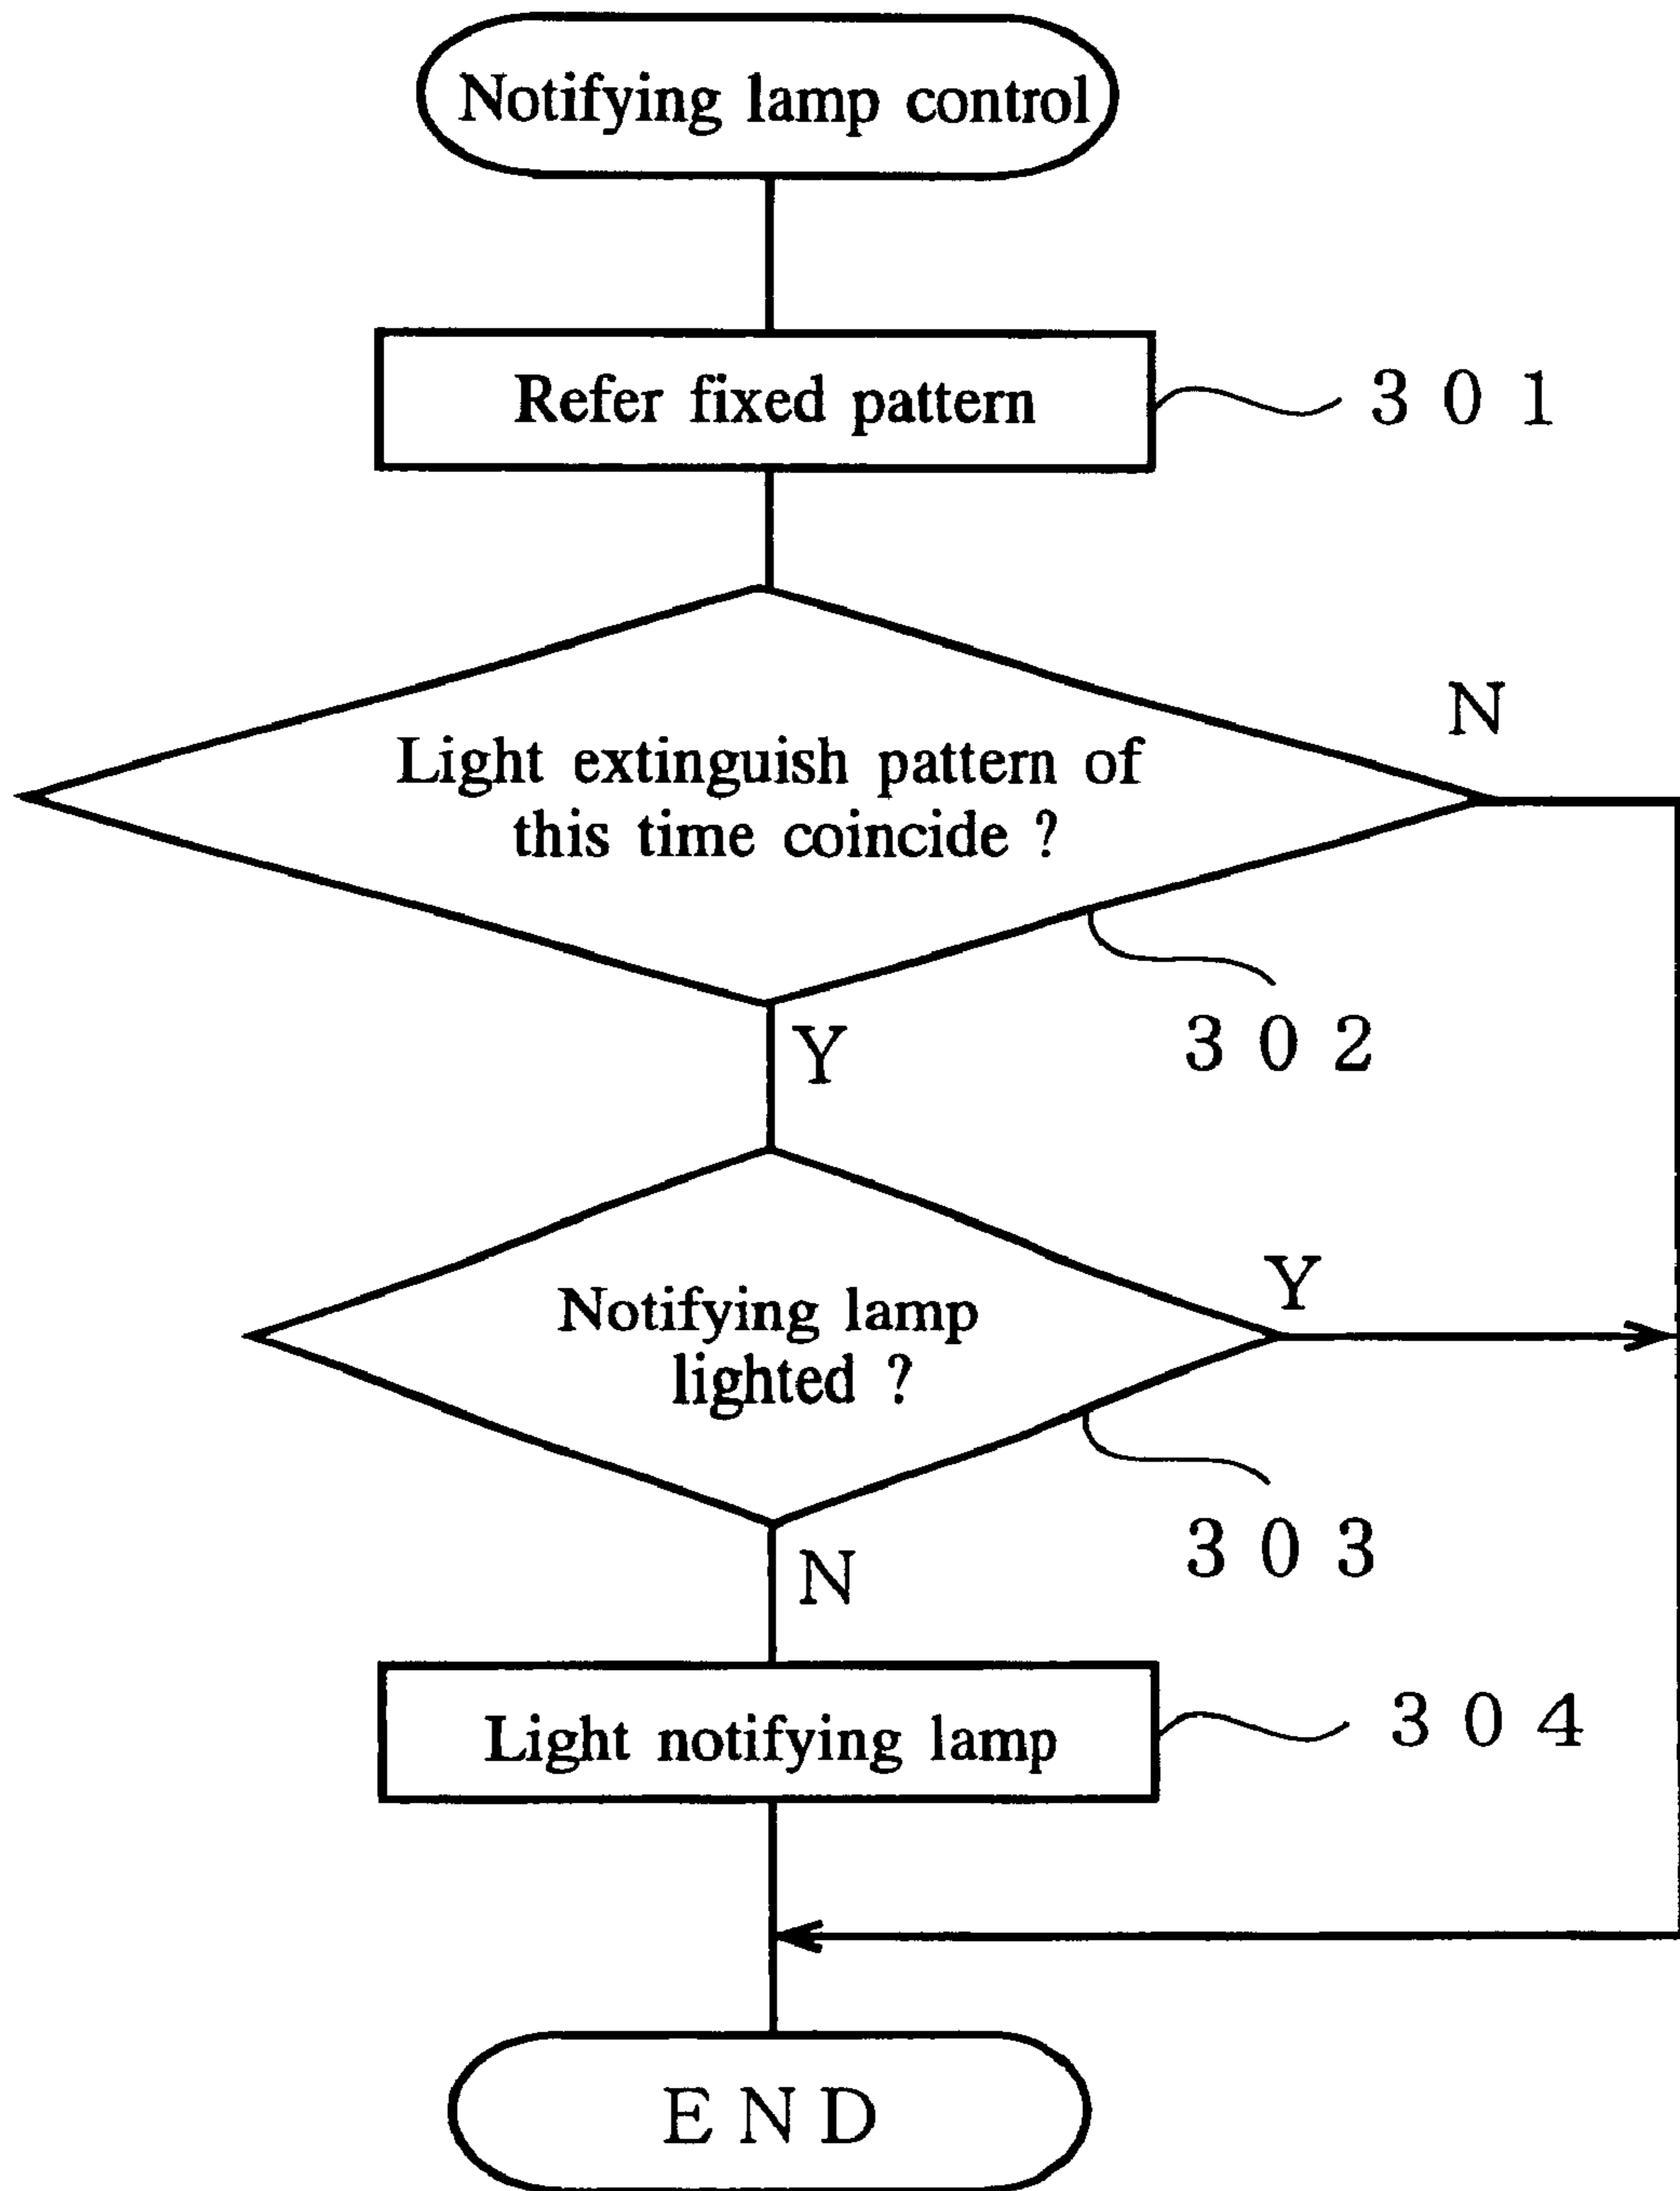 Notifying lamp control
Refer fixed pattern
3 0 1
N
Light extinguish pattern of
this time coincide ?
3 0 2
Y
Y
Notifying lamp
lighted ?
3 0 3
N
Light notifying lamp
3 0 4
E N D